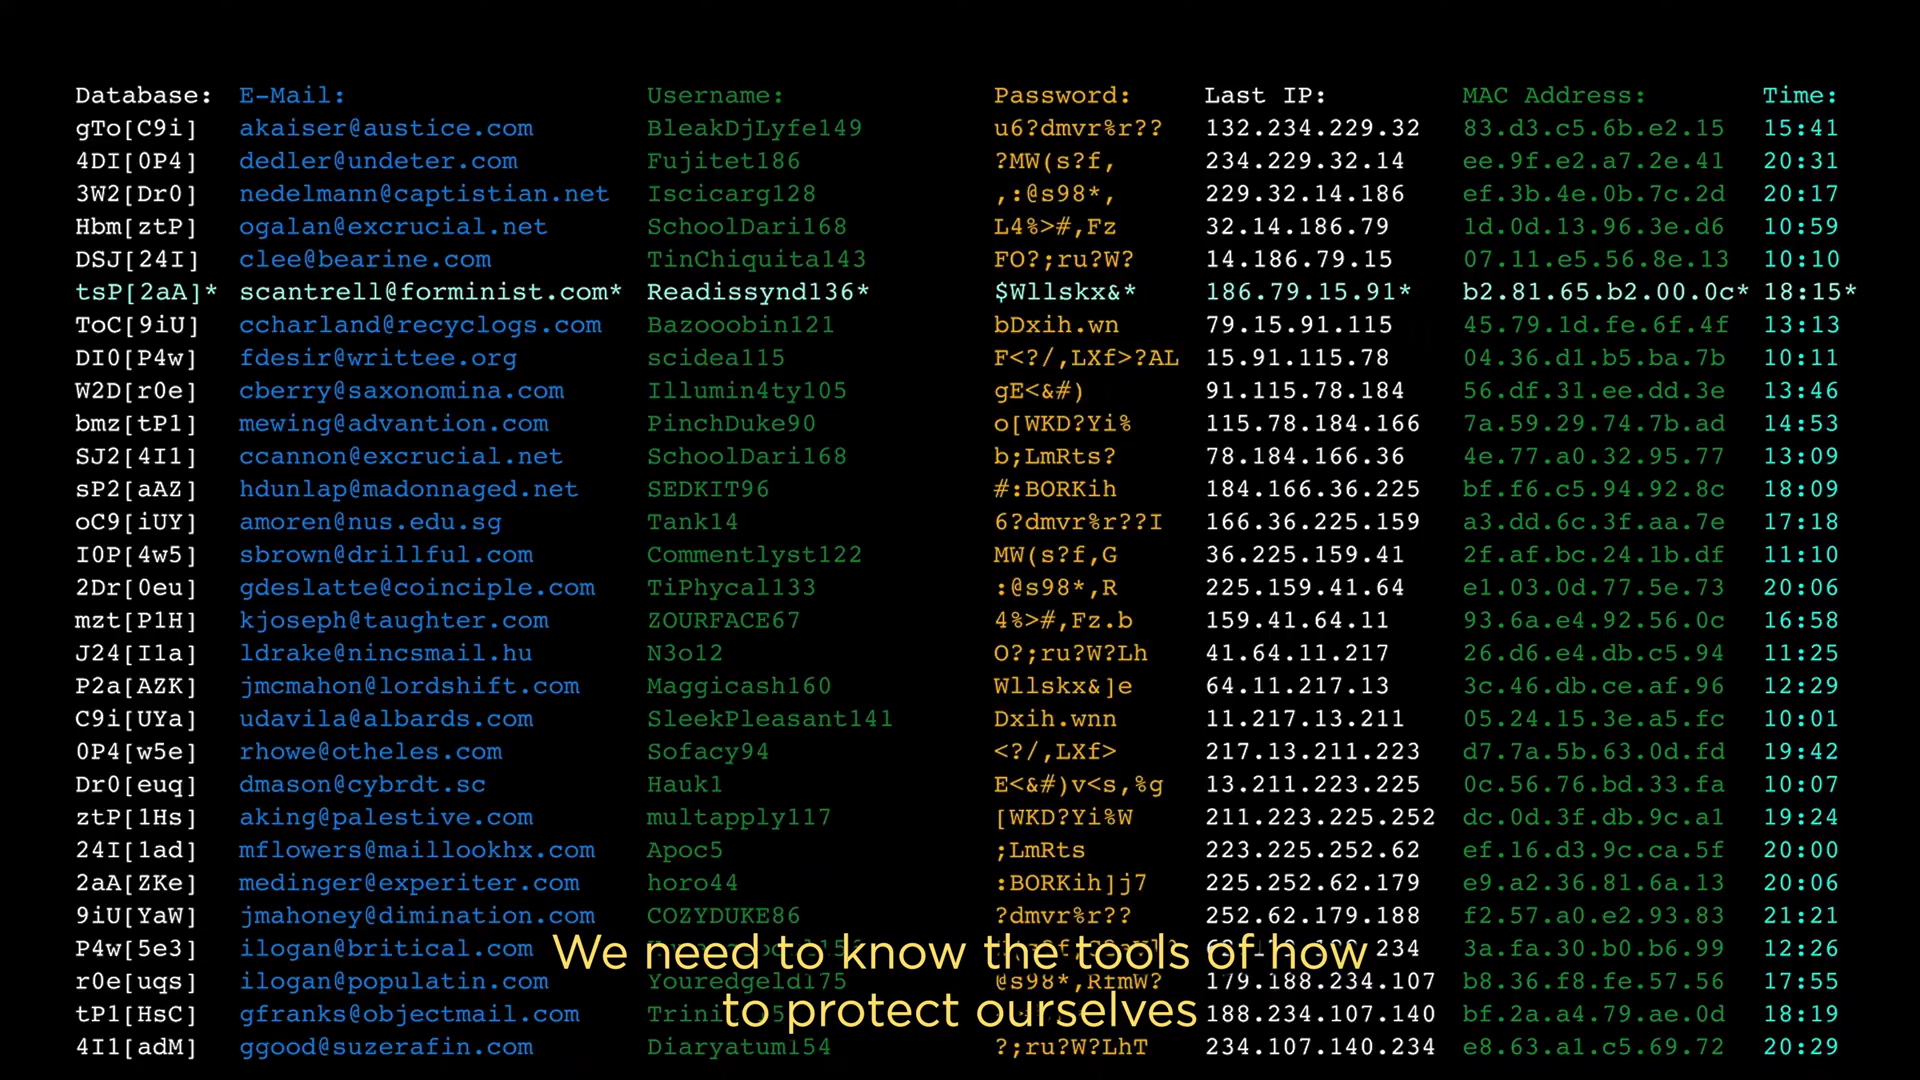 Database: E-Mail: Username: Password: Last IP: MAC Address: Time:
gTo[C9i] akaiser@austice.com BleakDjLyfe149 u6?dmvr%r?? 132.234.229.32 83.d3.c5.6b.e2.15 15:41
4DI[0P4] dedler@undeter.com Fujitet186 ?MW(s?f, 234.229.32.14 ee.9f.e2.a7.2e.41 20:31
3W2[Dr0] nedelmann@captistian.net Iscicarg128 ,:@s98*, 229.32.14.186 ef.3b.4e.0b.7c.2d 20:17
Hbm[ztP] ogalan@excrucial.net SchoolDari168 L4%>#,Fz 32.14.186.79 1d.0d.13.96.3e.d6 10:59
DSJ[24I] clee@bearine.com TinChiquita143 FO?;ru?W? 14.186.79.15 07.11.e5.56.8e.13 10:10
tsP[2aA]* scantrell@forminist.com* Readissynd136* $Wllskx&* 186.79.15.91* b2.81.65.b2.00.0c* 18:15*
ToC[9iU] ccharland@recyclogs.com Bazooobin121 bDxih.wn 79.15.91.115 45.79.1d.fe.6f.4f 13:13
DI0[P4w] fdesir@writtee.org scidea115 F<?/,LXf>?AL 15.91.115.78 04.36.d1.b5.ba.7b 10:11
W2D[r0e] cberry@saxonomina.com Illumin4ty105 gE<&#) 91.115.78.184 56.df.31.ee.dd.3e 13:46
bmz[tP1] mewing@advantion.com PinchDuke90 o[WKD?Yi% 115.78.184.166 7a.59.29.74.7b.ad 14:53
SJ2[4I1] ccannon@excrucial.net SchoolDari168 b;LmRts? 78.184.166.36 4e.77.a0.32.95.77 13:09
sP2[aAZ] hdunlap@madonnaged.net SEDKIT96 #:BORKih 184.166.36.225 bf.f6.c5.94.92.8c 18:09
oC9[iUY] amoren@nus.edu.sg Tank14 6?dmvr%r??I 166.36.225.159 a3.dd.6c.3f.aa.7e 17:18
I0P[4w5] sbrown@drillful.com Commentlyst122 MW(s?f,G 36.225.159.41 2f.af.bc.24.1b.df 11:10
2Dr[0eu] gdeslatte@coinciple.com TiPhycal133 :@s98*,R 225.159.41.64 e1.03.0d.77.5e.73 20:06
mzt[P1H] kjoseph@taughter.com ZOURFACE67 4%>#,Fz.b 159.41.64.11 93.6a.e4.92.56.0c 16:58
J24[I1a] ldrake@nincsmail.hu N3o12 O?;ru?W?Lh 41.64.11.217 26.d6.e4.db.c5.94 11:25
P2a[AZK] jmcmahon@lordshift.com Maggicash160 Wllskx&]e 64.11.217.13 3c.46.db.ce.af.96 12:29
C9i[UYa] udavila@albards.com SleekPleasant141 Dxih.wnn 11.217.13.211 05.24.15.3e.a5.fc 10:01
0P4[w5e] rhowe@otheles.com Sofacy94 <?/,LXf> 217.13.211.223 d7.7a.5b.63.0d.fd 19:42
Dr0[euq] dmason@cybrdt.sc Hauk1 E<&#)v<s,%g 13.211.223.225 0c.56.76.bd.33.fa 10:07
ztP[1Hs] aking@palestive.com multapply117 [WKD?Yi%W 211.223.225.252 dc.0d.3f.db.9c.a1 19:24
24I[1ad] mflowers@maillookhx.com Apoc5 ;LmRts 223.225.252.62 ef.16.d3.9c.ca.5f 20:00
2aA[ZKe] medinger@experiter.com horo44 :BORKih]j7 225.252.62.179 e9.a2.36.81.6a.13 20:06
9iU[YaW] jmahoney@dimination.com COZYDUKE86 ?dmvr%r?? 252.62.179.188 f2.57.a0.e2.93.83 21:21
P4w[5e3] ilogan@britical.com 3a.fa.30.b0.b6.99 12:26
r0e[uqs] ilogan@populatin.com Youredgeld175 @s98*,RfmW? 179.188.234.107 b8.36.f8.fe.57.56 17:55
tP1[HsC] gfranks@objectmail.com 188.234.107.140 bf.2a.a4.79.ae.0d 18:19
4I1[adM] ggood@suzerafin.com Diaryatum154 ?;ru?W?LhT 234.107.140.234 e8.63.a1.c5.69.72 20:29
We need to know the tools of how
to protect ourselves